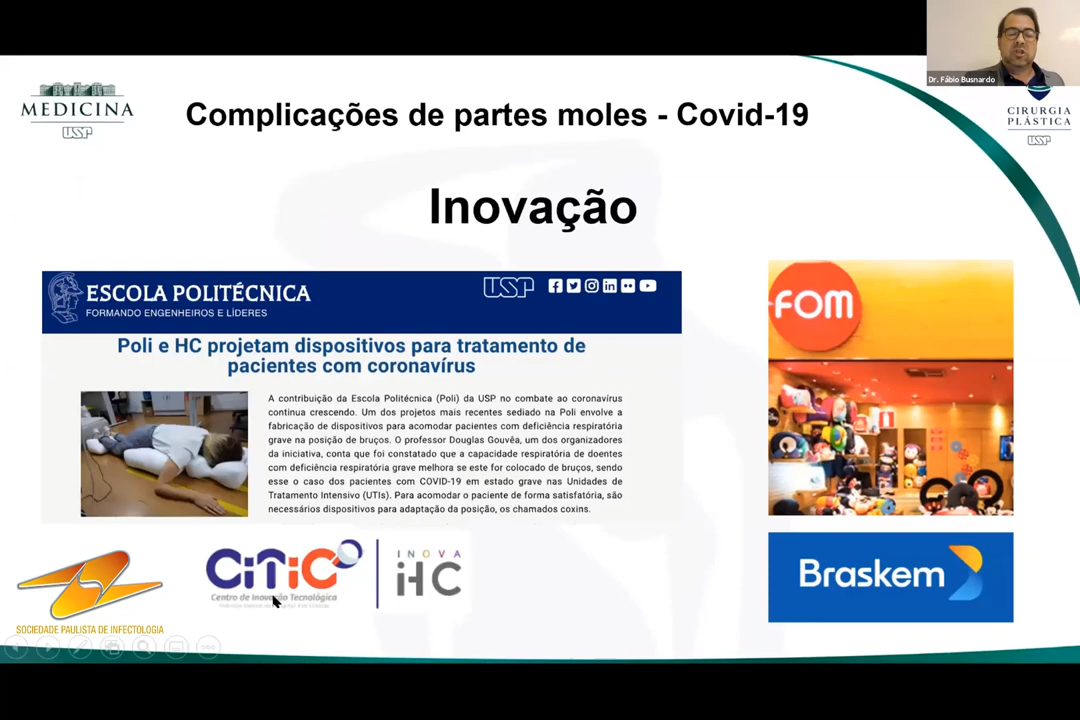 Dr. Fábio Busnardo
MEDICINA
USP
Complicações de partes moles - Covid-19
CIRURGIA
PLÁSTICA
USP
Inovação
ESCOLA POLITÉCNICA
FORMANDO ENGENHEIROS E LÍDERES
USP
Poli e HC projetam dispositivos para tratamento de
pacientes com coronavírus
A contribuição da Escola Politécnica (Poli) da USP no combate ao coronavírus
continua crescendo. Um dos projetos mais recentes sediado na Poli envolve a
fabricação de dispositivos para acomodar pacientes com deficiência respiratória
grave na posição de bruços. O professor Douglas Gouvêa, um dos organizadores
da iniciativa, conta que foi constatado que a capacidade respiratória de doentes
com deficiência respiratória grave melhora se este for colocado de bruços, sendo
esse o caso dos pacientes com COVID-19 em estado grave nas Unidades de
Tratamento Intensivo (UTIs). Para acomodar o paciente de forma satisfatória, são
necessários dispositivos para adaptação da posição, os chamados coxins.
FOM
Braskem
CiTiC
Centro de Inovação Tecnológica
INOVA
iHC
SOCIEDADE PAULISTA DE INFECTOLOGIA